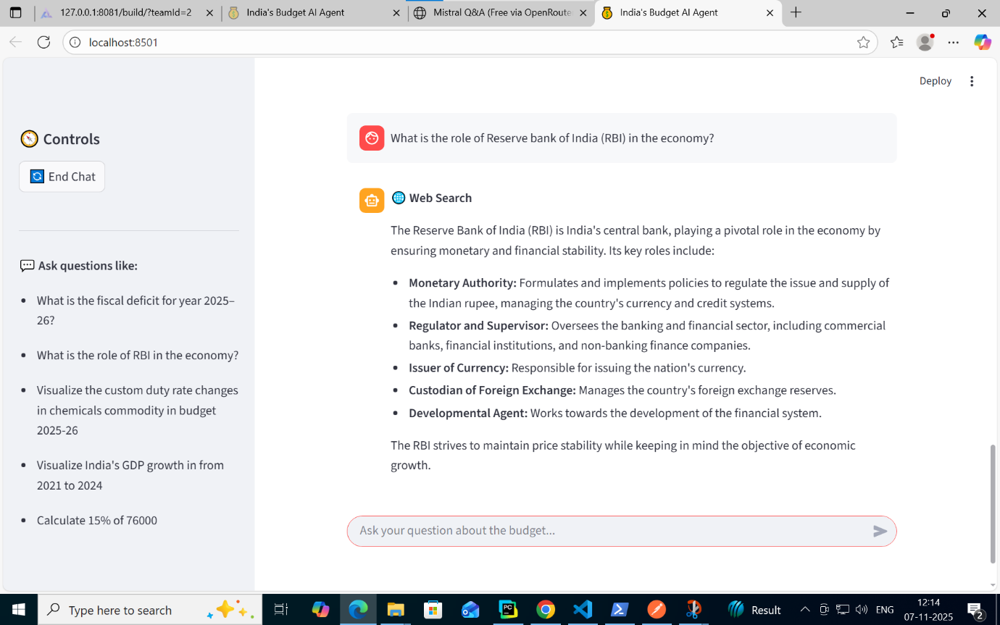 127.0.0.1:8081/build/?teamId=2
India's Budget AI Agent
Mistral Q&A (Free via OpenRoute
India's Budget AI Agent
localhost:8501
Deploy
Controls
End Chat
Ask questions like:
• What is the fiscal deficit for year 2025–
26?
• What is the role of RBI in the economy?
• Visualize the custom duty rate changes
in chemicals commodity in budget
2025-26
• Visualize India's GDP growth in from
2021 to 2024
• Calculate 15% of 76000
What is the role of Reserve bank of India (RBI) in the economy?
Web Search
The Reserve Bank of India (RBI) is India's central bank, playing a pivotal role in the economy by
ensuring monetary and financial stability. Its key roles include:
• Monetary Authority: Formulates and implements policies to regulate the issue and supply of
the Indian rupee, managing the country's currency and credit systems.
• Regulator and Supervisor: Oversees the banking and financial sector, including commercial
banks, financial institutions, and non-banking finance companies.
• Issuer of Currency: Responsible for issuing the nation's currency.
• Custodian of Foreign Exchange: Manages the country's foreign exchange reserves.
• Developmental Agent: Works towards the development of the financial system.
The RBI strives to maintain price stability while keeping in mind the objective of economic
growth.
Ask your question about the budget...
Type here to search
PC
Result
ENG
12:14
07-11-2025
2